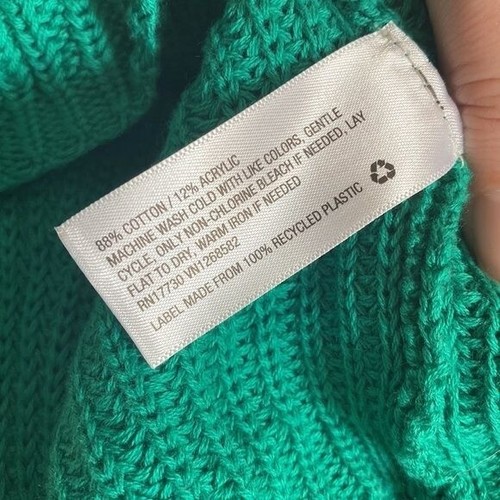 88% COTTON / 12% ACRYLIC
MACHINE WASH COLD WITH LIKE COLORS, GENTLE
CYCLE. ONLY NON-CHLORINE BLEACH IF NEEDED, LAY
FLAT TO DRY, WARM IRON IF NEEDED
RN17730 VN1268582
LABEL MADE FROM 100% RECYCLED PLASTIC